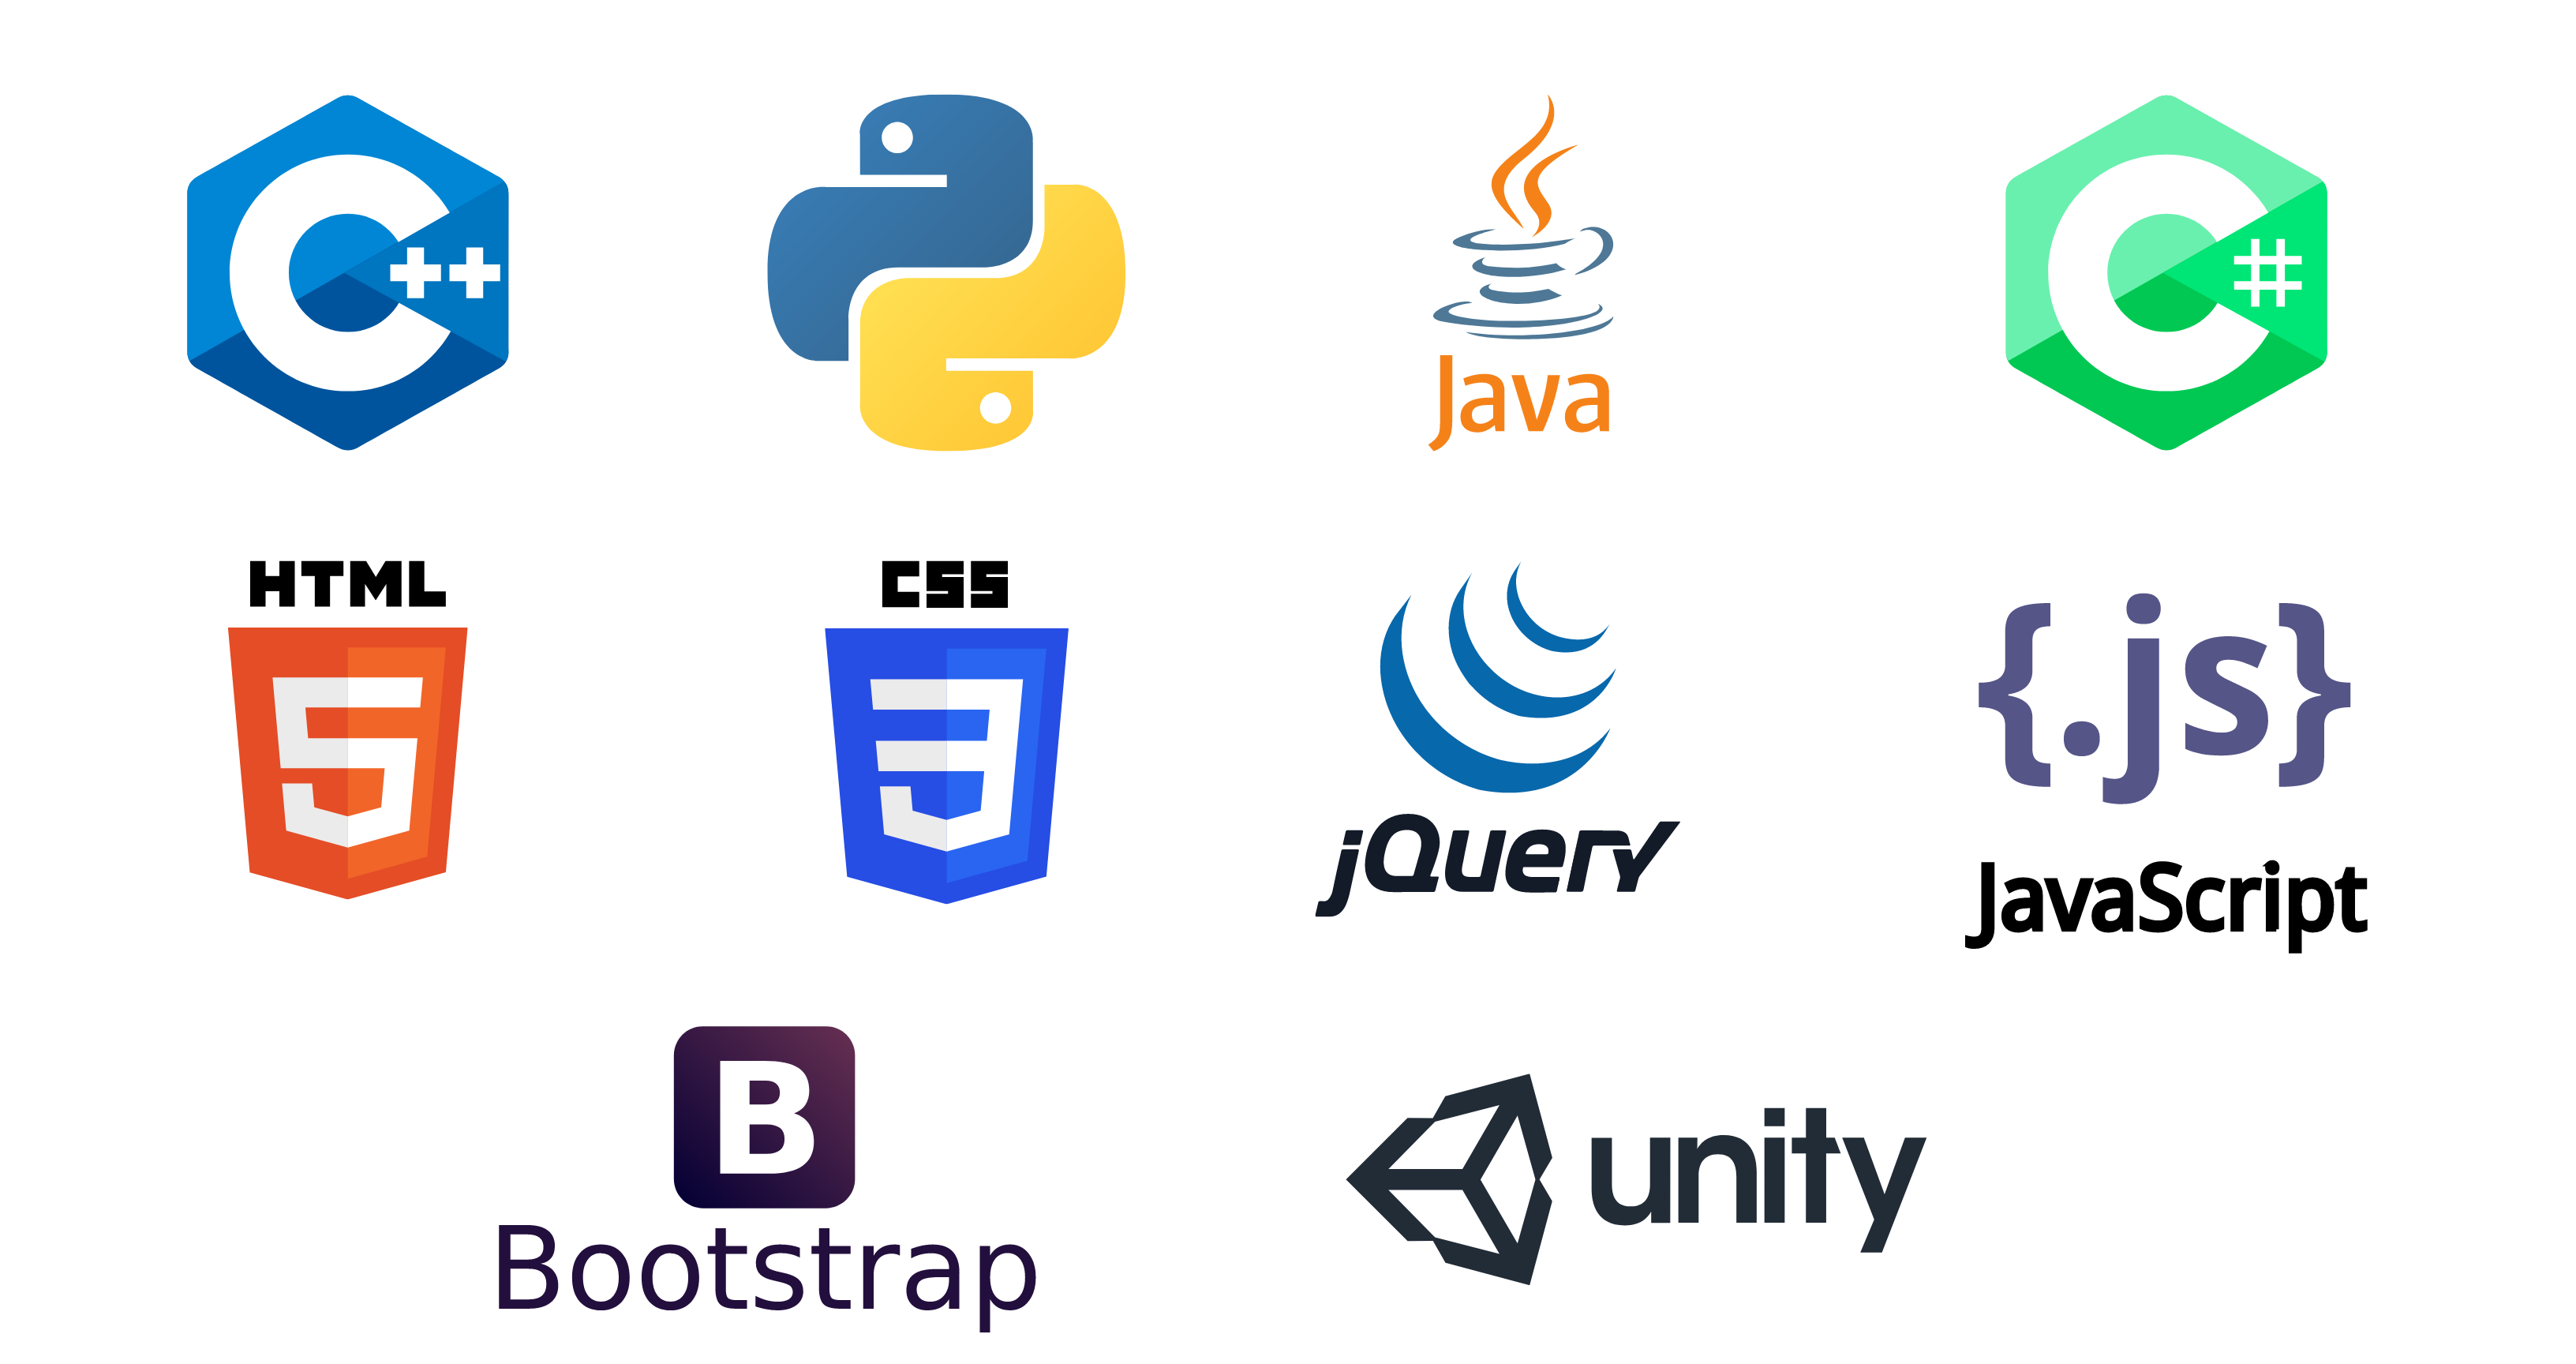 C++
Java
C#
HTML
5
CSS
3
jQuery
{.js}
JavaScript
B
Bootstrap
unity